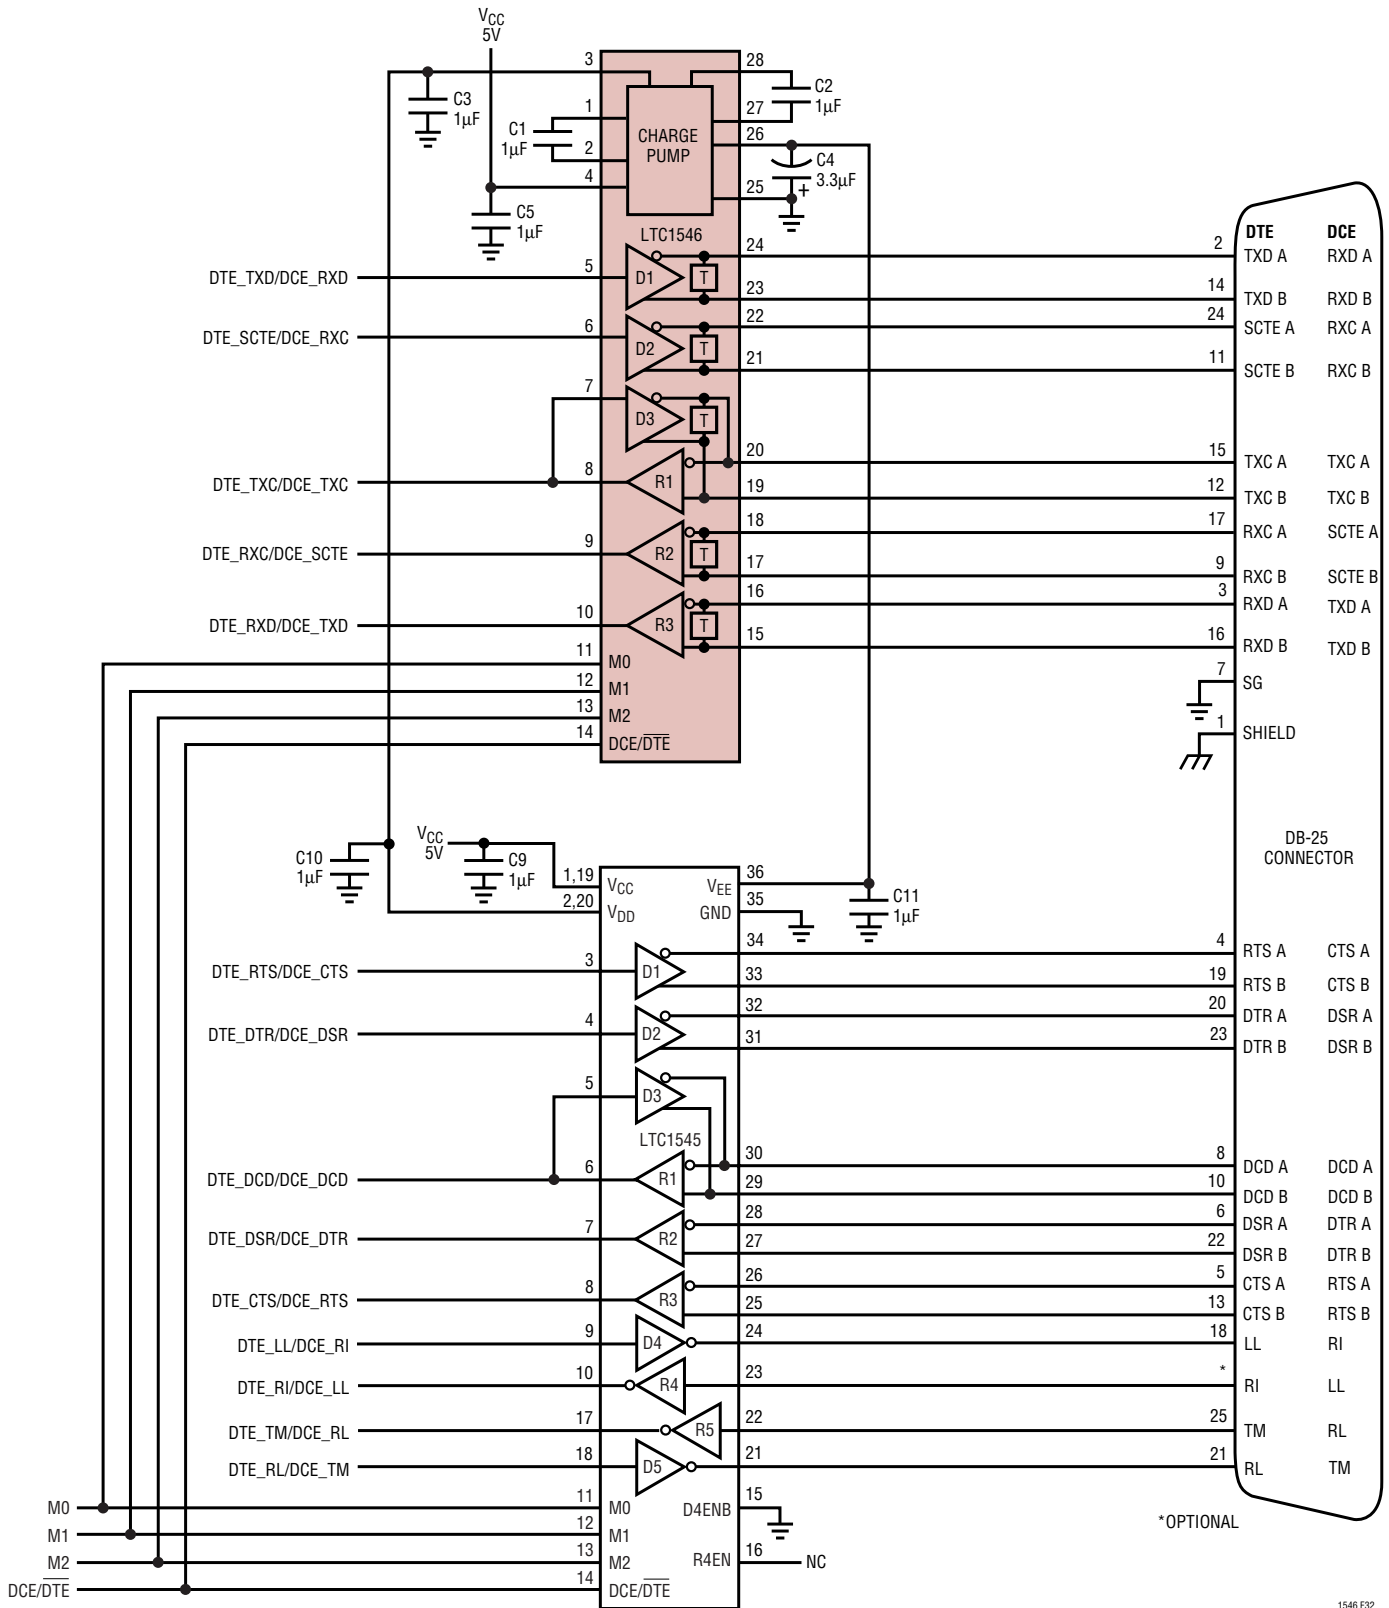 VCC
5V
3
28
C3
1µF
C2
1µF
1
27
C1
1µF
CHARGE
PUMP
26
2
C4
3.3µF
4
25
+
C5
1µF
LTC1546
DTE
DCE
DTE_TXD/DCE_RXD
5
D1
T
24
2
TXD A
RXD A
23
14
TXD B
RXD B
DTE_SCTE/DCE_RXC
6
D2
T
22
24
SCTE A
RXC A
21
11
SCTE B
RXC B
7
D3
T
DTE_TXC/DCE_TXC
8
R1
20
15
TXC A
TXC A
19
12
TXC B
TXC B
DTE_RXC/DCE_SCTE
9
R2
T
18
17
RXC A
SCTE A
17
9
RXC B
SCTE B
DTE_RXD/DCE_TXD
10
R3
T
16
3
RXD A
TXD A
15
16
RXD B
TXD B
11
M0
12
M1
13
M2
14
DCE/DTE
7
SG
1
SHIELD
DB-25
CONNECTOR
C10
1µF
VCC
5V
C9
1µF
1,19
VCC
2,20
VDD
VEE
36
GND
35
C11
1µF
DTE_RTS/DCE_CTS
3
D1
34
4
RTS A
CTS A
33
19
RTS B
CTS B
DTE_DTR/DCE_DSR
4
D2
32
20
DTR A
DSR A
31
23
DTR B
DSR B
5
D3
LTC1545
DTE_DCD/DCE_DCD
6
R1
30
8
DCD A
DCD A
29
10
DCD B
DCD B
DTE_DSR/DCE_DTR
7
R2
28
6
DSR A
DTR A
27
22
DSR B
DTR B
DTE_CTS/DCE_RTS
8
R3
26
5
CTS A
RTS A
25
13
CTS B
RTS B
DTE_LL/DCE_RI
9
D4
24
18
LL
RI
DTE_RI/DCE_LL
10
R4
23
*
RI
LL
DTE_TM/DCE_RL
17
R5
22
25
TM
RL
DTE_RL/DCE_TM
18
D5
21
21
RL
TM
M0
11
M0
D4ENB
15
M1
12
M1
M2
13
M2
R4EN
16
NC
DCE/DTE
14
DCE/DTE
*OPTIONAL
1546 F32